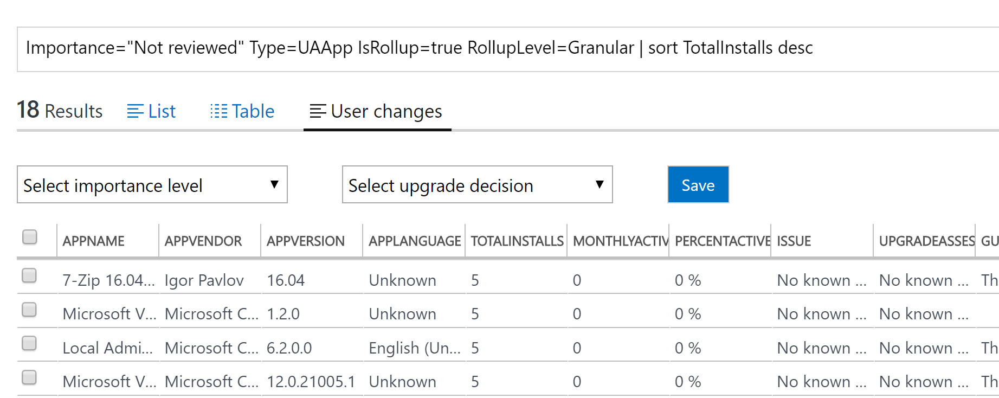 Importance="Not reviewed" Type=UAApp IsRollup=true RollupLevel=Granular | sort TotalInstalls desc
18 Results List Table User changes
Select importance level Select upgrade decision Save
APPNAME APPVENDOR APPVERSION APPLANGUAGE TOTALINSTALLS MONTHLYACTIV PERCENTACTIVE ISSUE UPGRADEASSES GU
7-Zip 16.04... Igor Pavlov 16.04 Unknown 5 0 0 % No known ... No known ... Th
Microsoft V... Microsoft C... 1.2.0 Unknown 5 0 0 % No known ... No known ...
Local Admi... Microsoft C... 6.2.0.0 English (Un... 5 0 0 % No known ... No known ... Th
Microsoft V... Microsoft C... 12.0.21005.1 Unknown 5 0 0 % No known ... No known ... Th